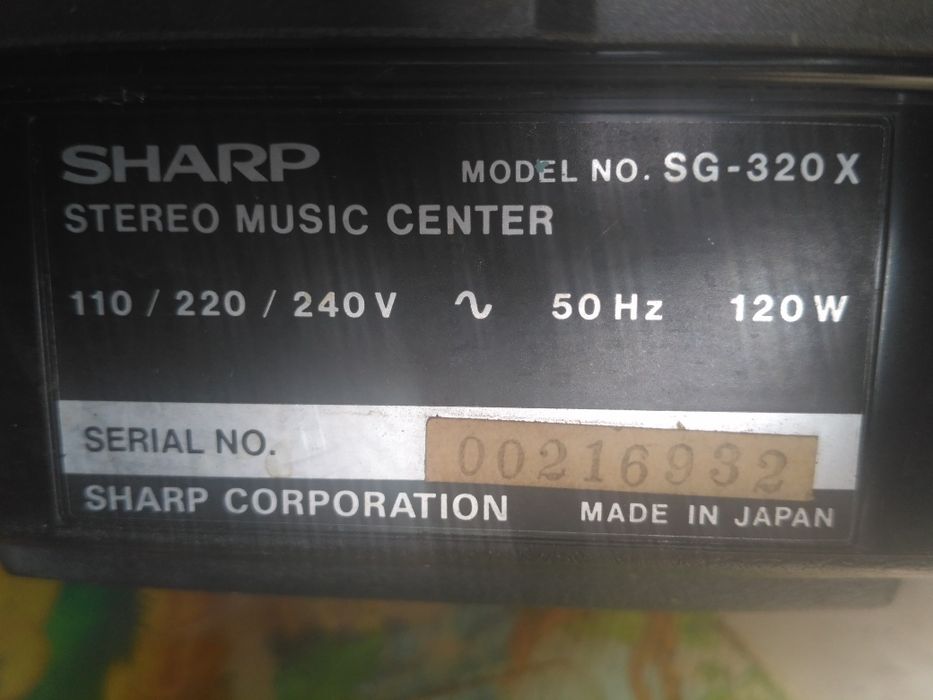 SHARP MODEL NO. SG-320X
STEREO MUSIC CENTER
110 / 220 / 240V ∿ 50Hz 120W
SERIAL NO. 00216932
SHARP CORPORATION MADE IN JAPAN